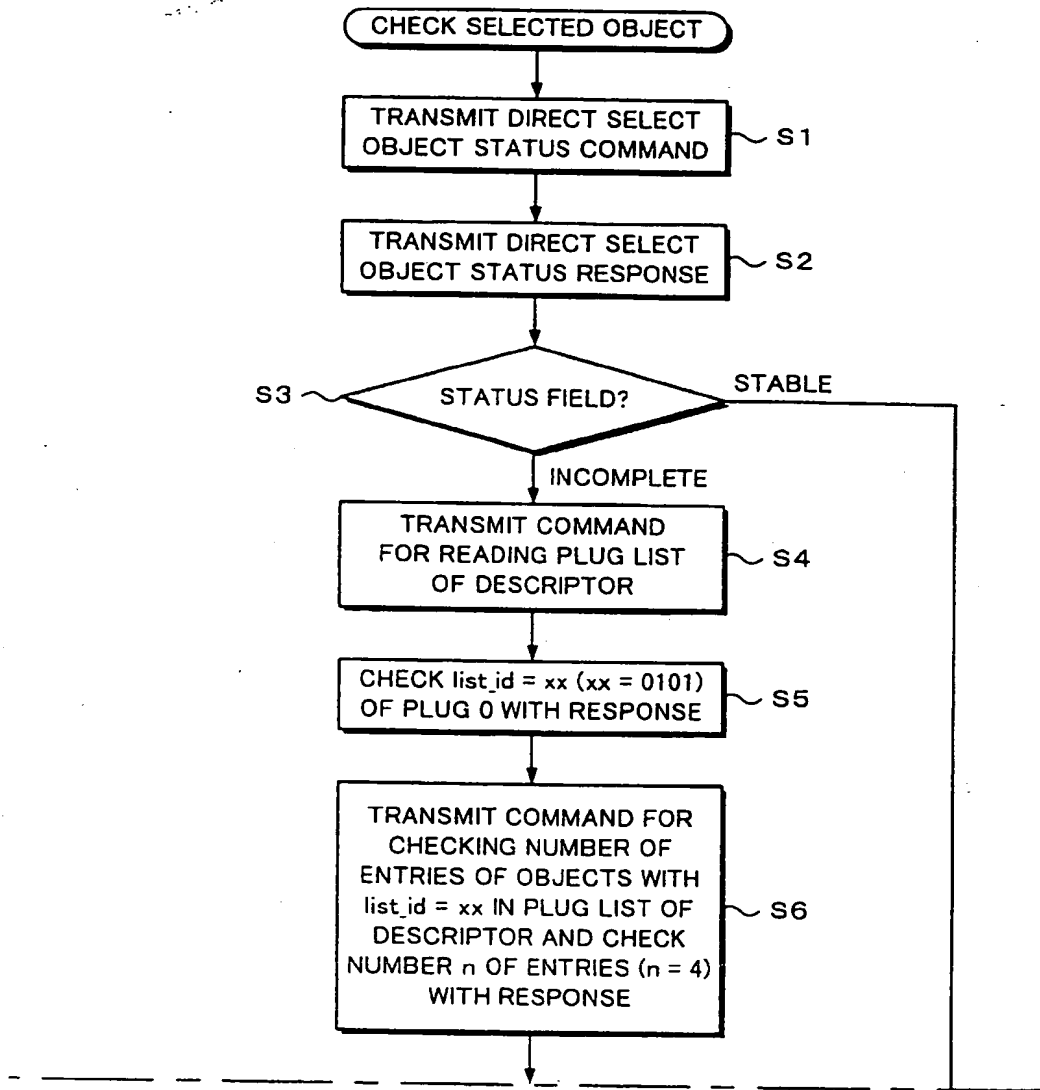 CHECK SELECTED OBJECT
TRANSMIT DIRECT SELECT
OBJECT STATUS COMMAND
S1
TRANSMIT DIRECT SELECT
OBJECT STATUS RESPONSE
S2
S3
STATUS FIELD?
STABLE
INCOMPLETE
TRANSMIT COMMAND
FOR READING PLUG LIST
OF DESCRIPTOR
S4
CHECK list_id = xx (xx = 0101)
OF PLUG 0 WITH RESPONSE
S5
TRANSMIT COMMAND FOR
CHECKING NUMBER OF
ENTRIES OF OBJECTS WITH
list_id = xx IN PLUG LIST OF
DESCRIPTOR AND CHECK
NUMBER n OF ENTRIES (n = 4)
WITH RESPONSE
S6